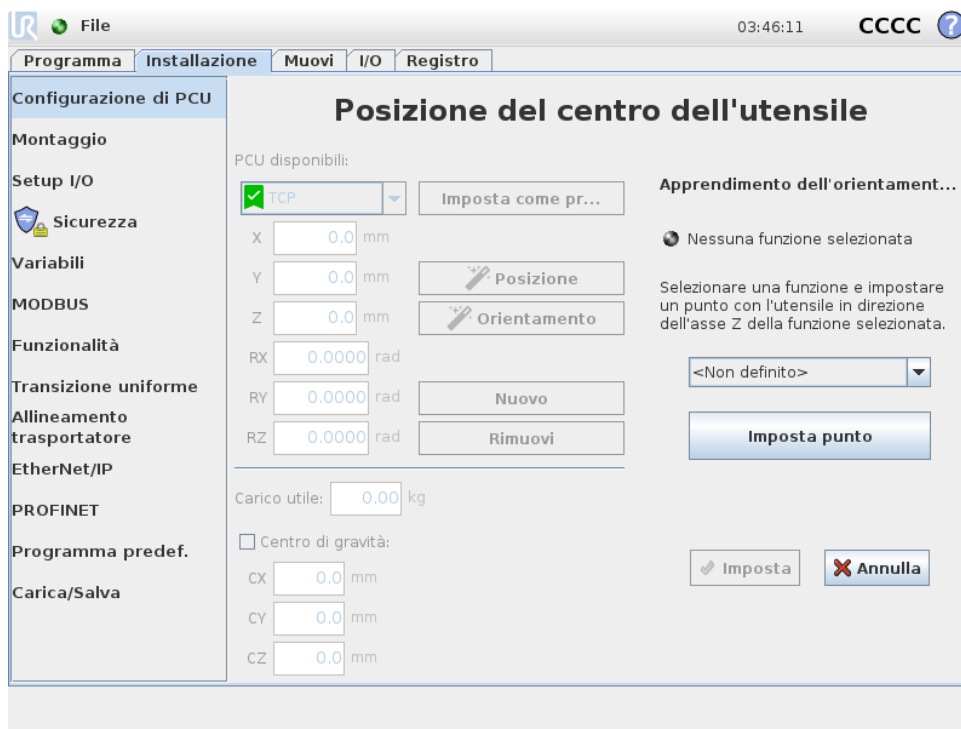 UR File 03:46:11 CCCC ?
Programma Installazione Muovi I/O Registro
Configurazione di PCU
Montaggio
Setup I/O
Sicurezza
Variabili
MODBUS
Funzionalità
Transizione uniforme
Allineamento
trasportatore
EtherNet/IP
PROFINET
Programma predef.
Carica/Salva
Posizione del centro dell'utensile
PCU disponibili:
TCP Imposta come pr...
X 0.0 mm
Y 0.0 mm Posizione
Z 0.0 mm Orientamento
RX 0.0000 rad
RY 0.0000 rad Nuovo
RZ 0.0000 rad Rimuovi
Carico utile: 0.00 kg
Centro di gravità:
CX 0.0 mm
CY 0.0 mm
CZ 0.0 mm
Apprendimento dell'orientament...
Nessuna funzione selezionata
Selezionare una funzione e impostare
un punto con l'utensile in direzione
dell'asse Z della funzione selezionata.
<Non definito>
Imposta punto
Imposta Annulla